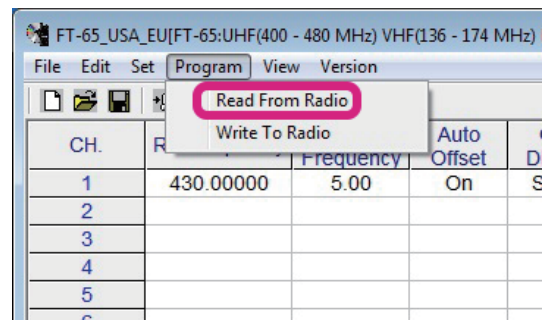 FT-65_USA_EU[FT-65:UHF(400 - 480 MHz) VHF(136 - 174 MHz)
File Edit Set Program View Version
Read From Radio
Write To Radio
CH. Frequency Auto Offset
1 430.00000 5.00 On
2
3
4
5